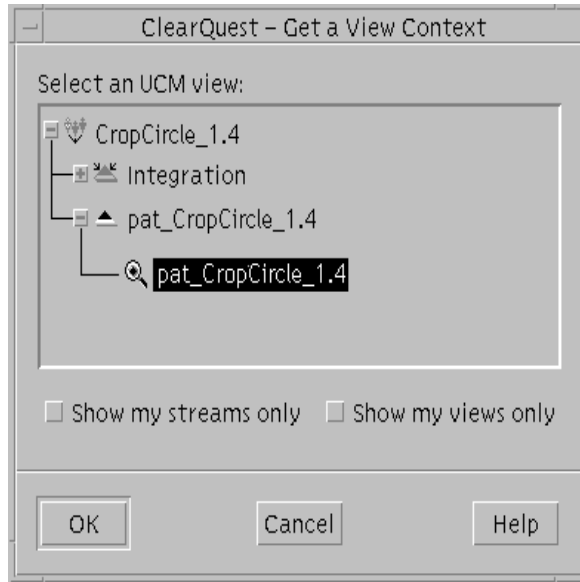 ClearQuest – Get a View Context
Select an UCM view:
CropCircle_1.4
Integration
pat_CropCircle_1.4
pat_CropCircle_1.4
Show my streams only Show my views only
OK Cancel Help